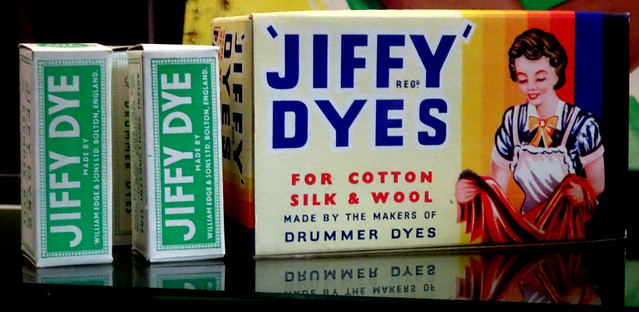 JIFFY DYE
MADE BY
WILLIAM EDGE & SONS LTD. BOLTON, ENGLAND.
JIFFY DYE
MADE BY
WILLIAM EDGE & SONS LTD. BOLTON, ENGLAND.
'JIFFY'
DYES
'JIFFY'
REGD
DYES
FOR COTTON
SILK & WOOL
MADE BY THE MAKERS OF
DRUMMER DYES